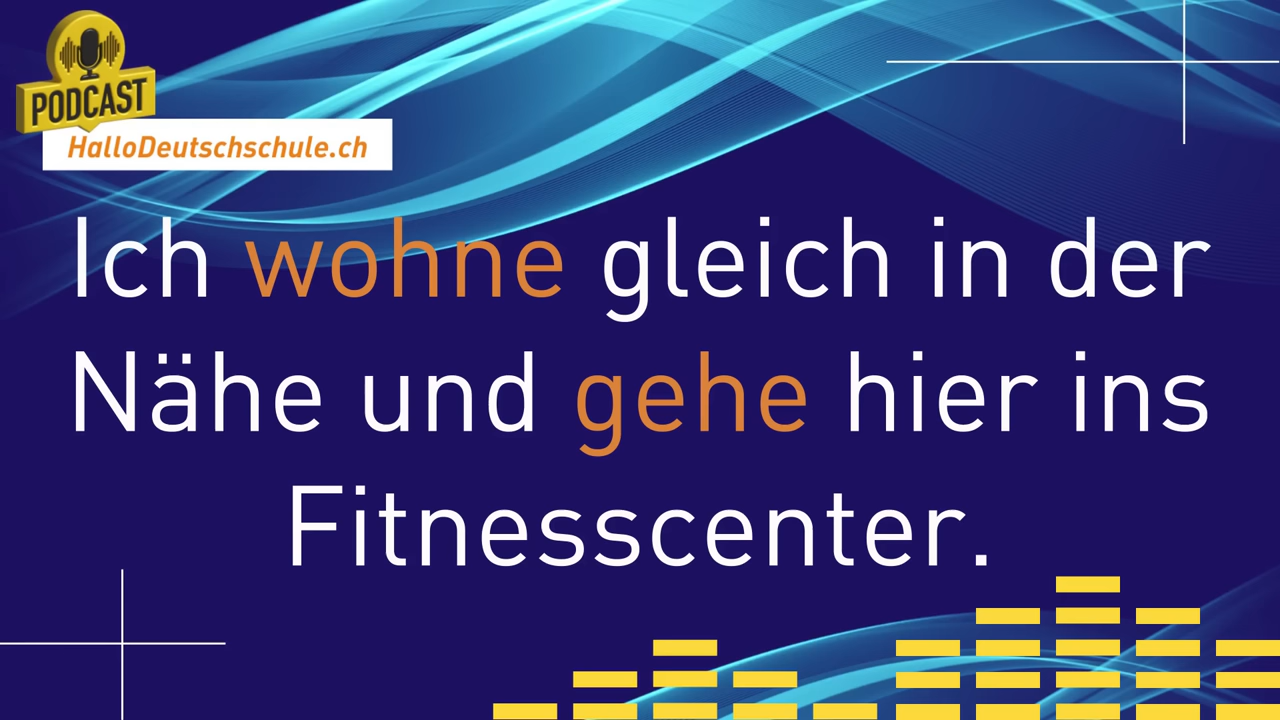 PODCAST
HalloDeutschschule.ch
Ich wohne gleich in der
Nähe und gehe hier ins
Fitnesscenter.